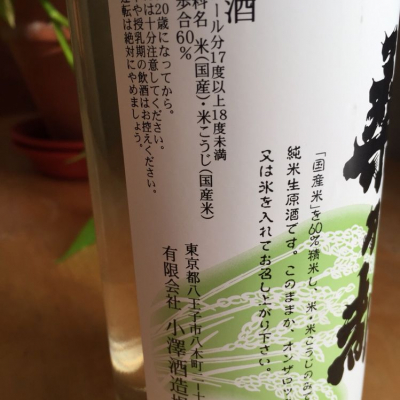 「国産米」を60%精米し、米・米こうじの
純米生原酒です。このままか、オンザロッ
又は氷を入れてお召し上がり下さい。
酒
ール分17度以上18度未満
料名 米(国産)・米こうじ(国産米)
歩合60%
20歳になってから。
は十分注意してください。
や授乳期の飲酒はお控えください。
運転は絶対にやめましょう。
東京都八王子市八木町二十
有限会社 小澤酒造場